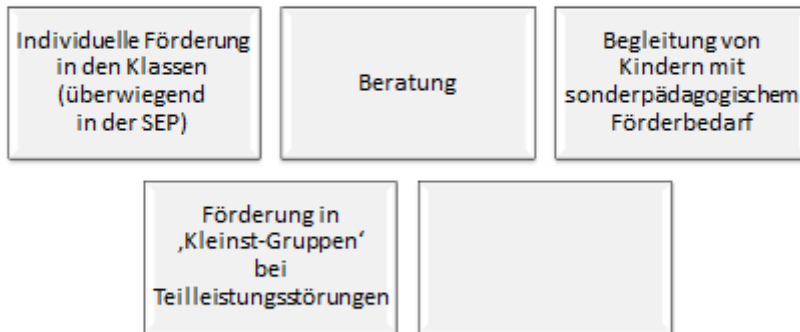 Individuelle Förderung
in den Klassen
(überwiegend
in der SEP)
Beratung
Begleitung von
Kindern mit
sonderpädagogischem
Förderbedarf
Förderung in
‚Kleinst-Gruppen‘
bei
Teilleistungsstörungen